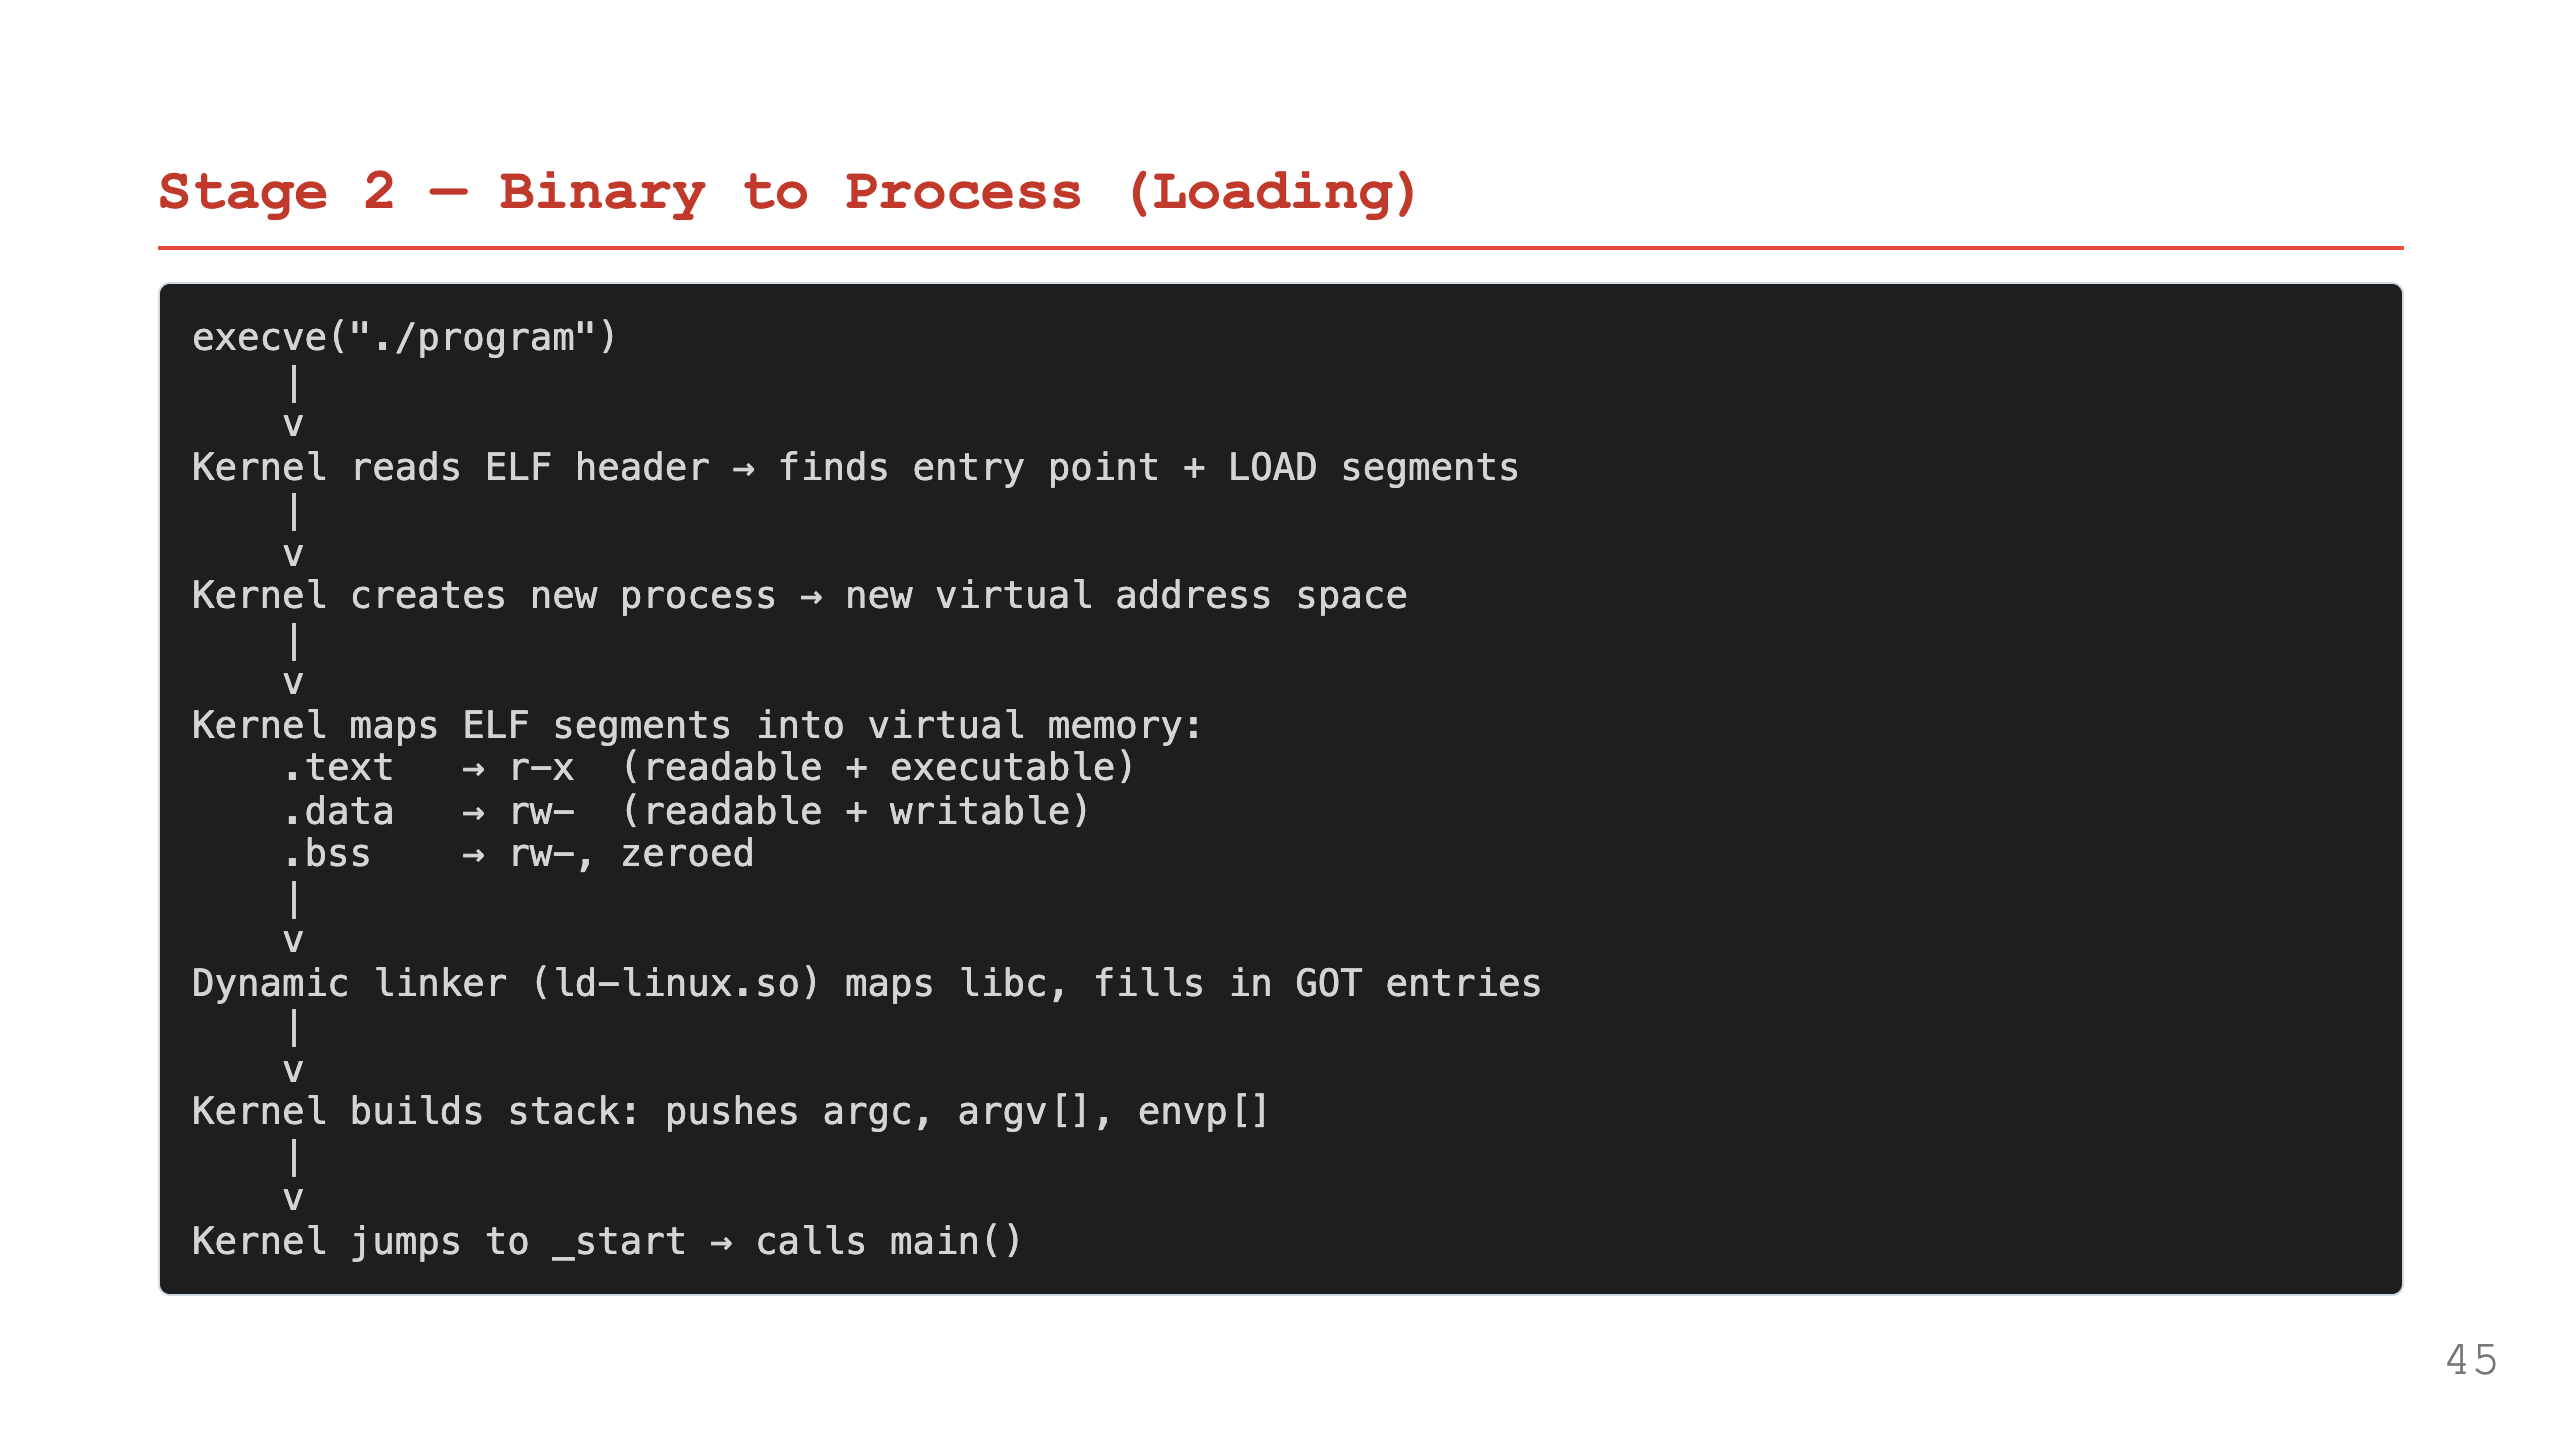 Stage 2 — Binary to Process (Loading)
execve("./program")
|
v
Kernel reads ELF header → finds entry point + LOAD segments
|
v
Kernel creates new process → new virtual address space
|
v
Kernel maps ELF segments into virtual memory:
.text → r-x (readable + executable)
.data → rw- (readable + writable)
.bss → rw-, zeroed
|
v
Dynamic linker (ld-linux.so) maps libc, fills in GOT entries
|
v
Kernel builds stack: pushes argc, argv[], envp[]
|
v
Kernel jumps to _start → calls main()
45